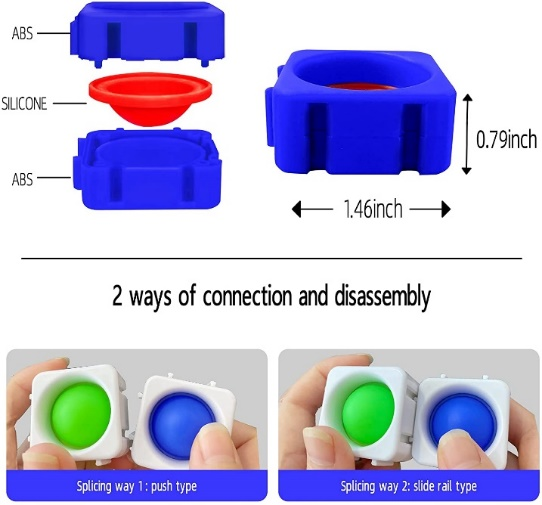 ABS
SILICONE
ABS
0.79inch
1.46inch
2 ways of connection and disassembly
Splicing way 1 : push type
Splicing way 2: slide rail type